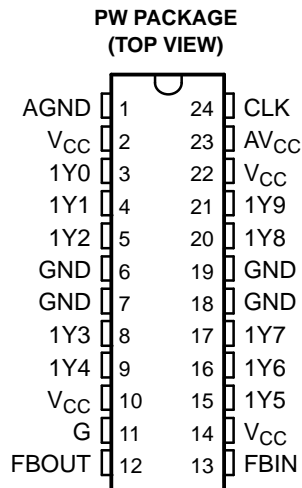 PW PACKAGE
(TOP VIEW)
AGND 1 24 CLK
VCC 2 23 AVCC
1Y0 3 22 VCC
1Y1 4 21 1Y9
1Y2 5 20 1Y8
GND 6 19 GND
GND 7 18 GND
1Y3 8 17 1Y7
1Y4 9 16 1Y6
VCC 10 15 1Y5
G 11 14 VCC
FBOUT 12 13 FBIN